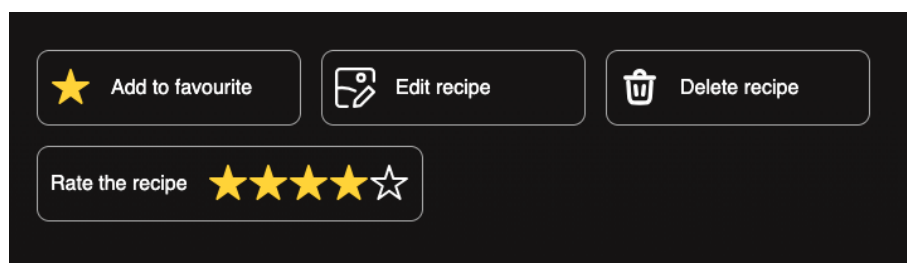 Add to favourite
Edit recipe
Delete recipe
Rate the recipe